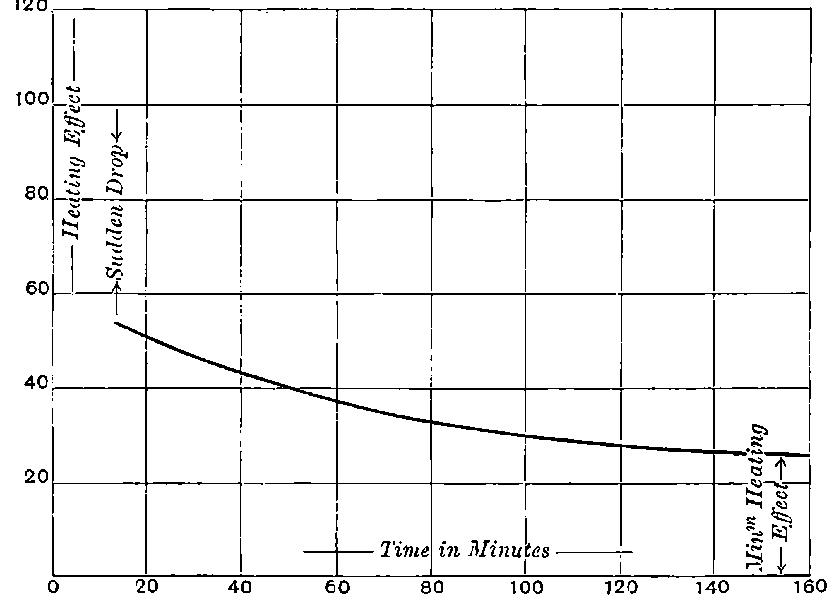 120
100
80
60
40
20
Heating Effect
Sudden Drop
Minᵐ Heating
Effect
Time in Minutes
0 20 40 60 80 100 120 140 160